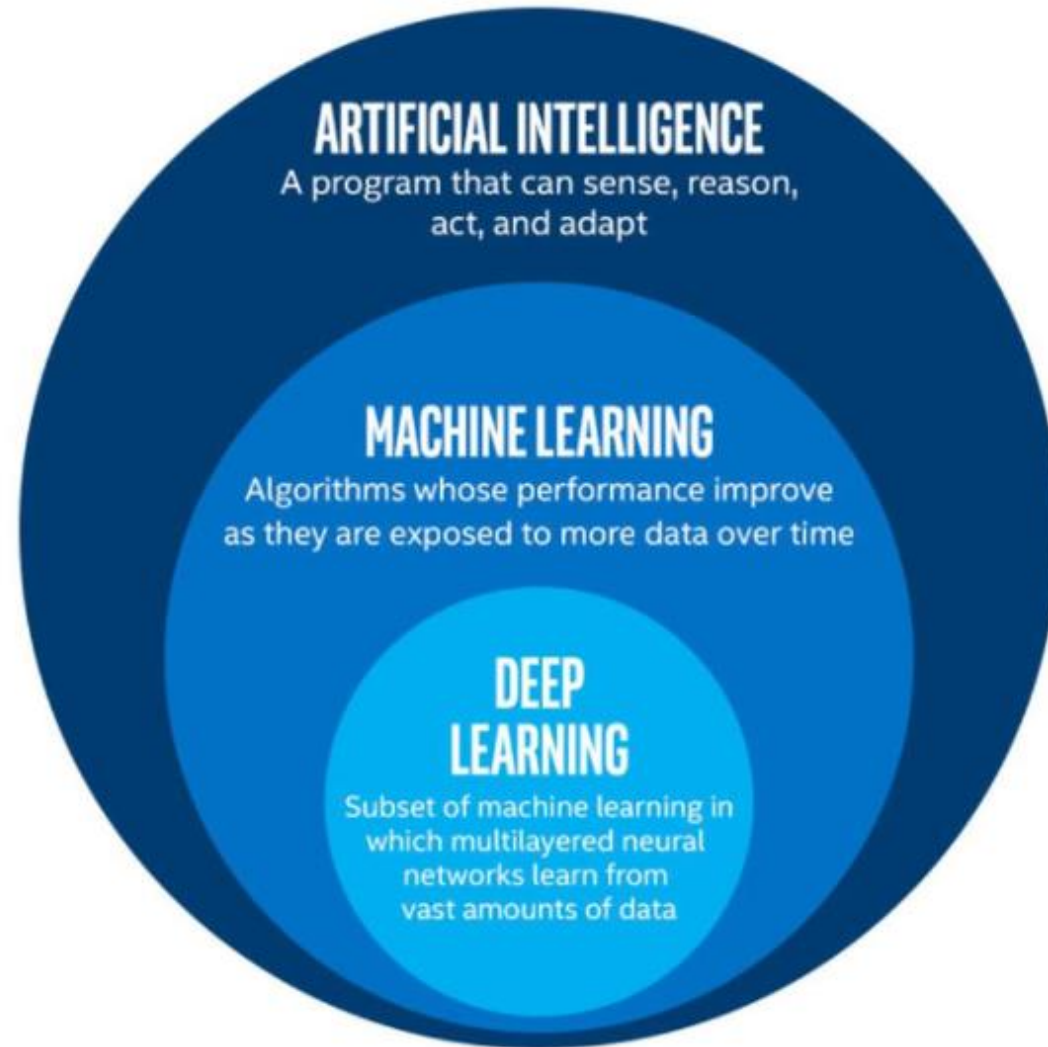 ARTIFICIAL INTELLIGENCE
A program that can sense, reason,
act, and adapt
MACHINE LEARNING
Algorithms whose performance improve
as they are exposed to more data over time
DEEP
LEARNING
Subset of machine learning in
which multilayered neural
networks learn from
vast amounts of data